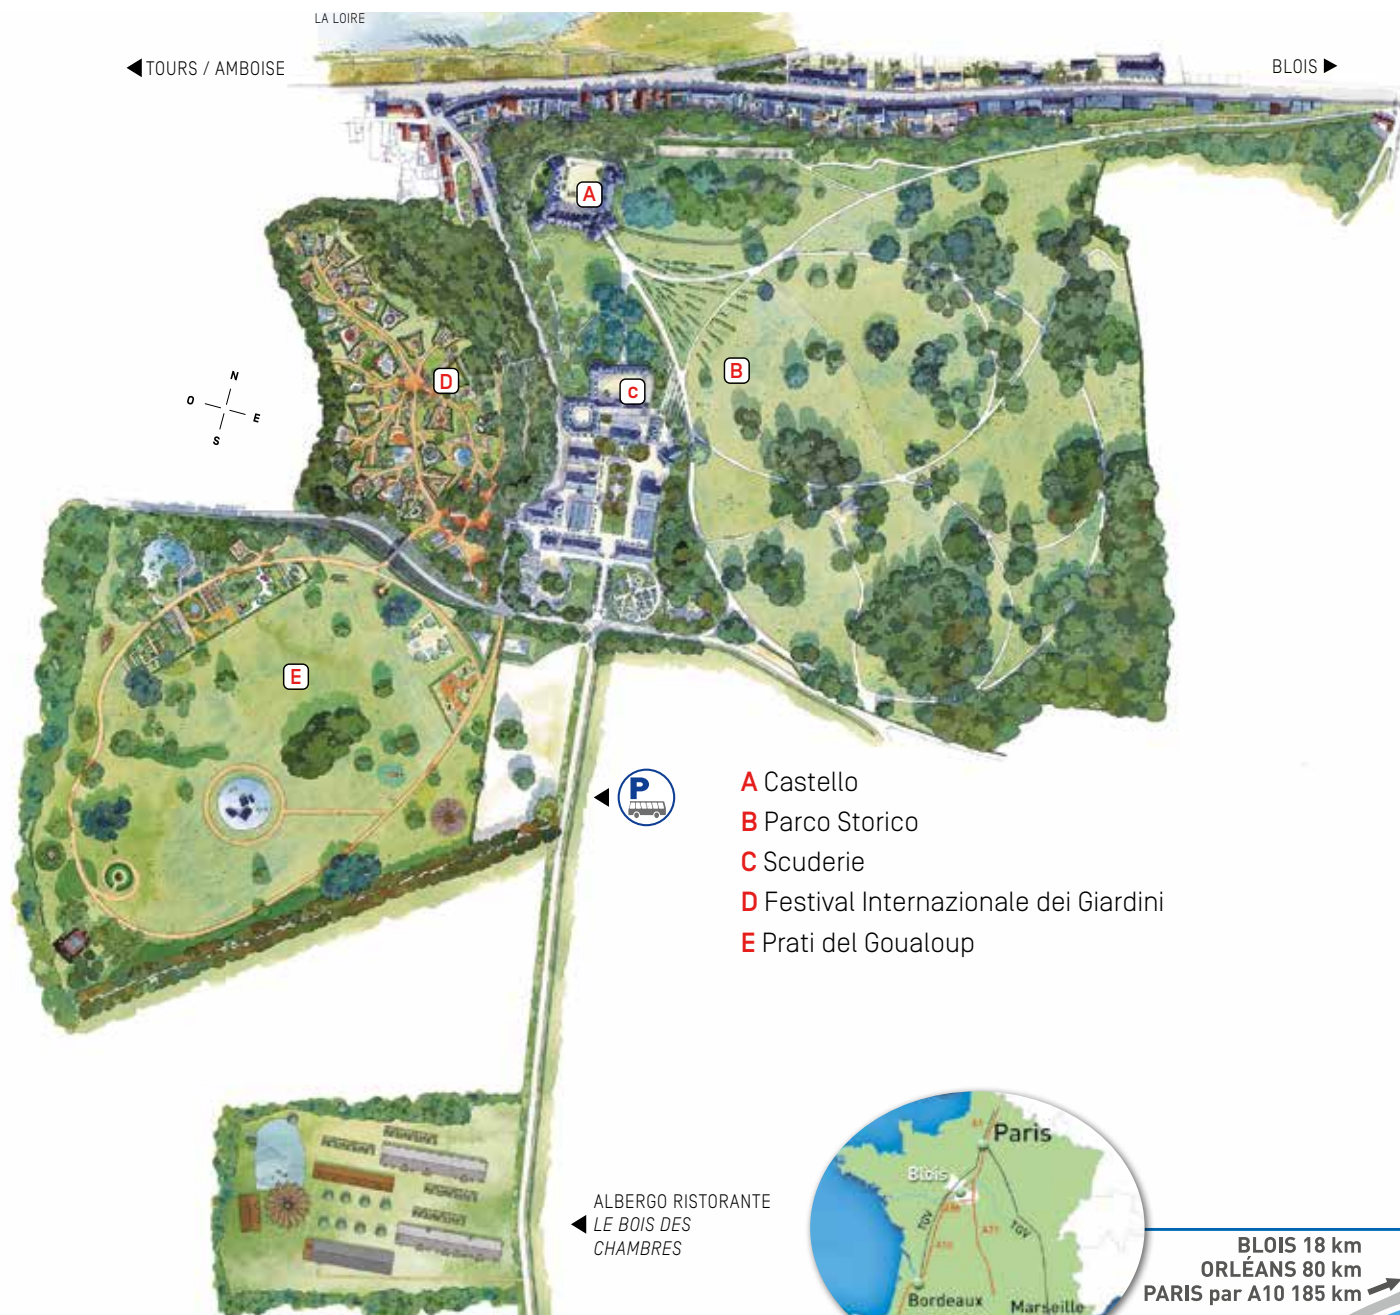 LA LOIRE
TOURS / AMBOISE
BLOIS
A
D
C
B
N
O
E
S
E
P
A Castello
B Parco Storico
C Scuderie
D Festival Internazionale dei Giardini
E Prati del Goualoup
ALBERGO RISTORANTE
LE BOIS DES
CHAMBRES
Paris
Blois
TGV
TGV
A10
A71
Bordeaux
Marseille
BLOIS 18 km
ORLÉANS 80 km
PARIS par A10 185 km